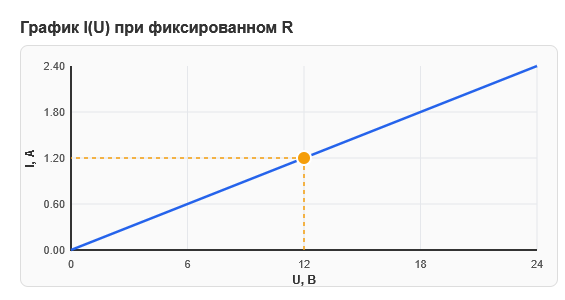 График I(U) при фиксированном R
2.40
1.80
1.20
0.60
0.00
I, А
0 6 12 18 24
U, В